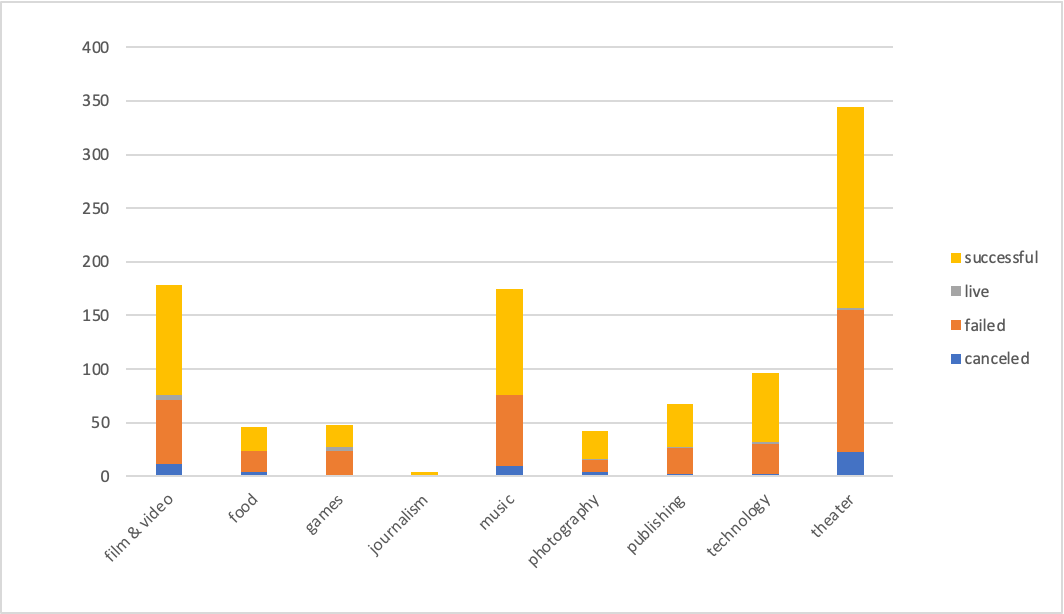 400
350
300
250
200
150
100
50
0
film & video
food
games
journalism
music
photography
publishing
technology
theater
successful
live
failed
canceled